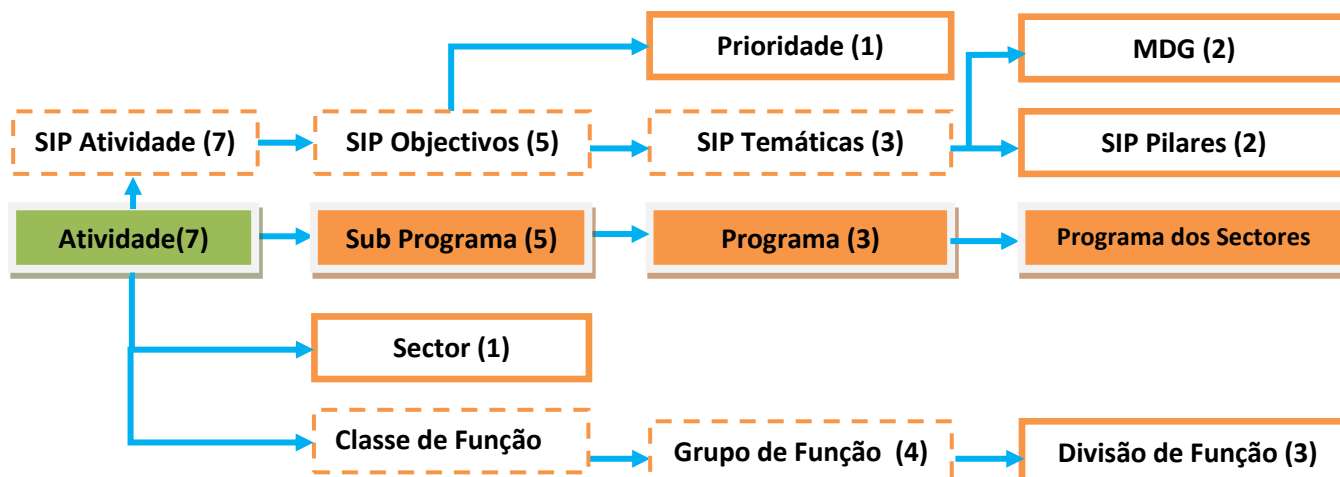 Prioridade (1)
MDG (2)
SIP Atividade (7)
SIP Objectivos (5)
SIP Temáticas (3)
SIP Pilares (2)
Atividade(7)
Sub Programa (5)
Programa (3)
Programa dos Sectores
Sector (1)
Classe de Função
Grupo de Função (4)
Divisão de Função (3)